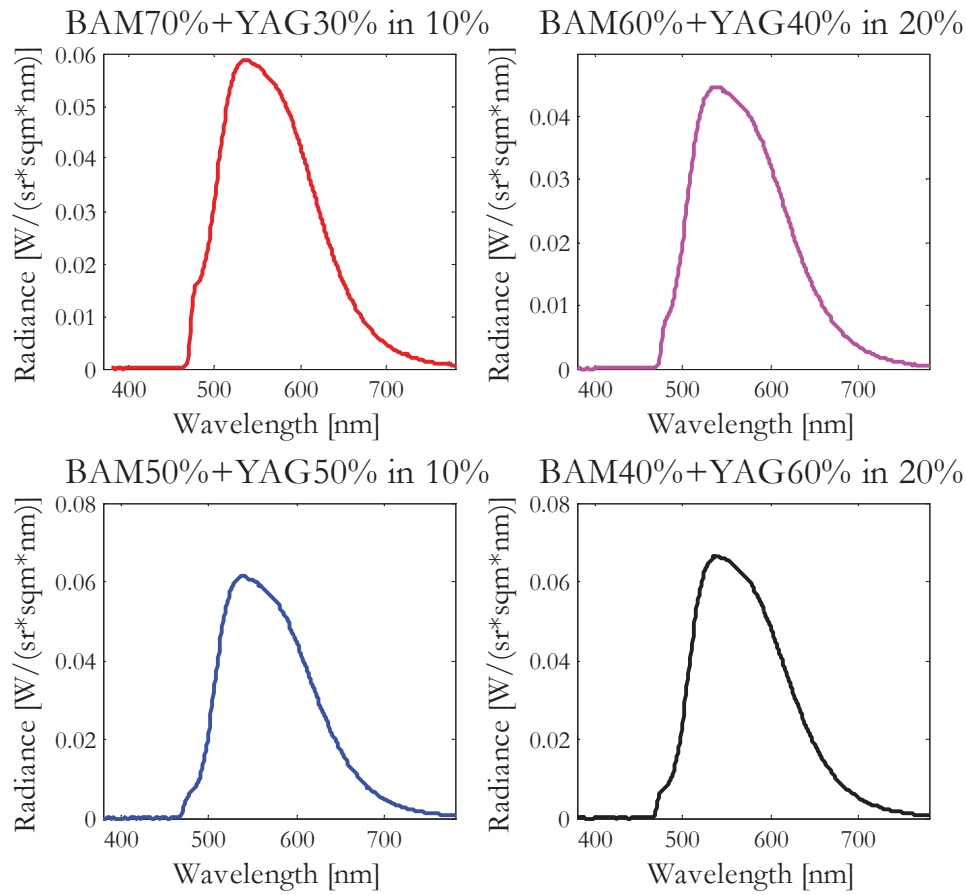 BAM70%+YAG30% in 10%
Radiance [W/(sr*sqm*nm)]
0.06
0.05
0.04
0.03
0.02
0.01
0
400 500 600 700
Wavelength [nm]
BAM60%+YAG40% in 20%
Radiance [W/(sr*sqm*nm)]
0.04
0.03
0.02
0.01
0
400 500 600 700
Wavelength [nm]
BAM50%+YAG50% in 10%
Radiance [W/(sr*sqm*nm)]
0.08
0.06
0.04
0.02
0
400 500 600 700
Wavelength [nm]
BAM40%+YAG60% in 20%
Radiance [W/(sr*sqm*nm)]
0.08
0.06
0.04
0.02
0
400 500 600 700
Wavelength [nm]